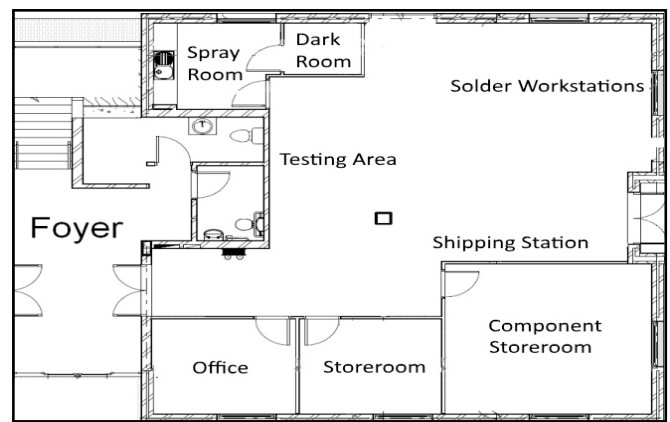 Spray
Room
Dark
Room
Solder Workstations
Testing Area
Foyer
Shipping Station
Component
Storeroom
Office
Storeroom